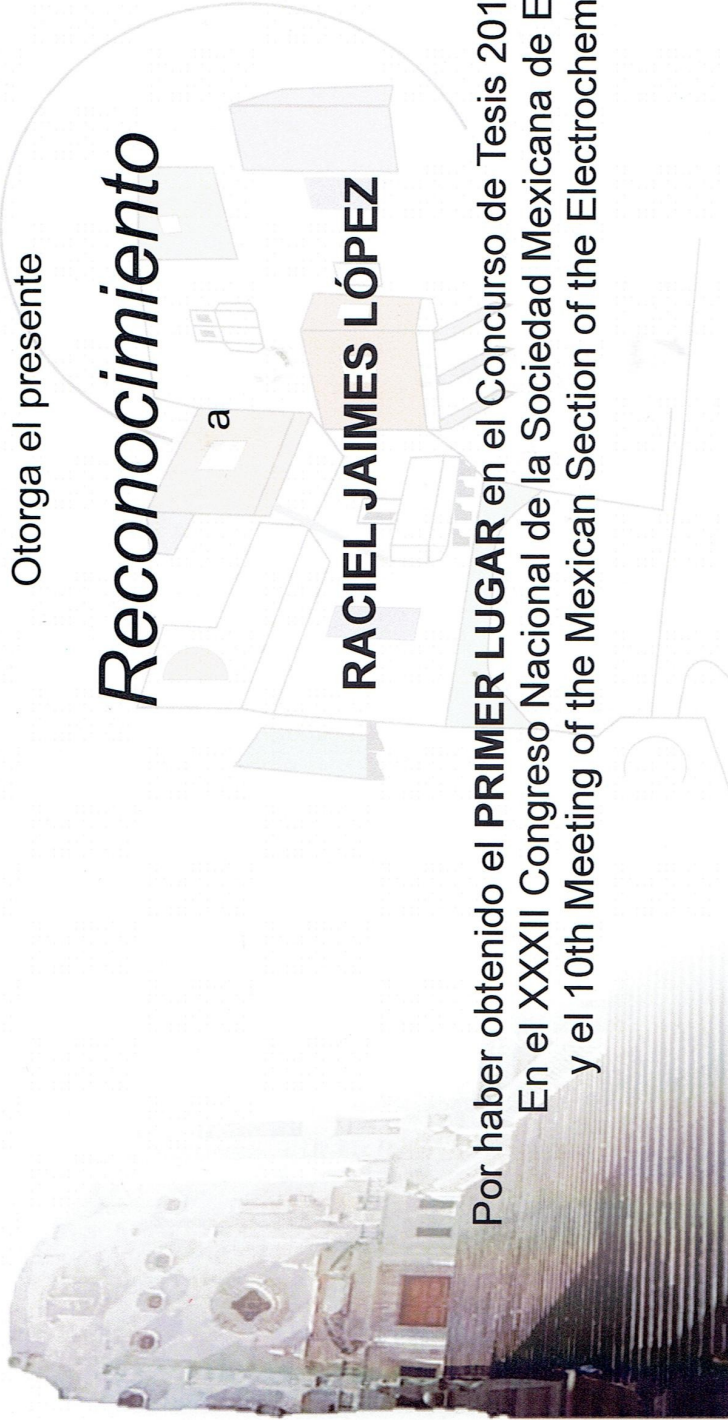 Otorga el presente
Reconocimiento
a
RACIEL JAIMES LÓPEZ
Por haber obtenido el PRIMER LUGAR en el Concurso de Tesis
En el XXXII Congreso Nacional de la Sociedad Mexicana de
y el 10th Meeting of the Mexican Section of the